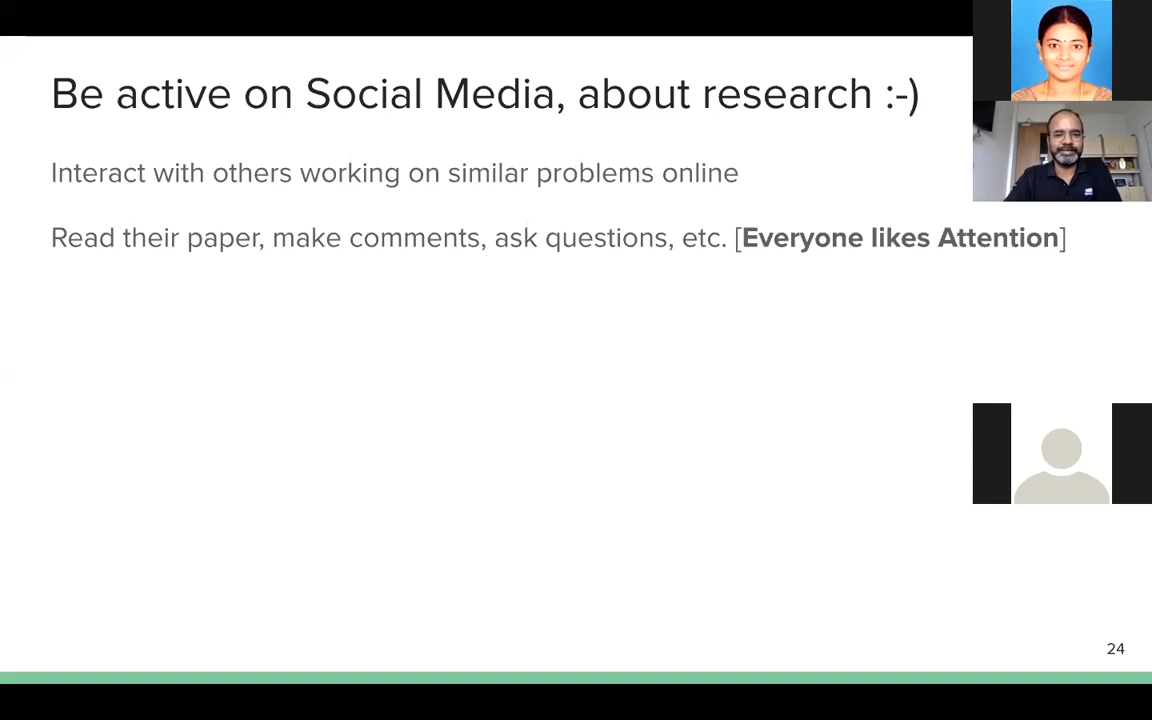 Be active on Social Media, about research :-)
Interact with others working on similar problems online
Read their paper, make comments, ask questions, etc. [Everyone likes Attention]
24